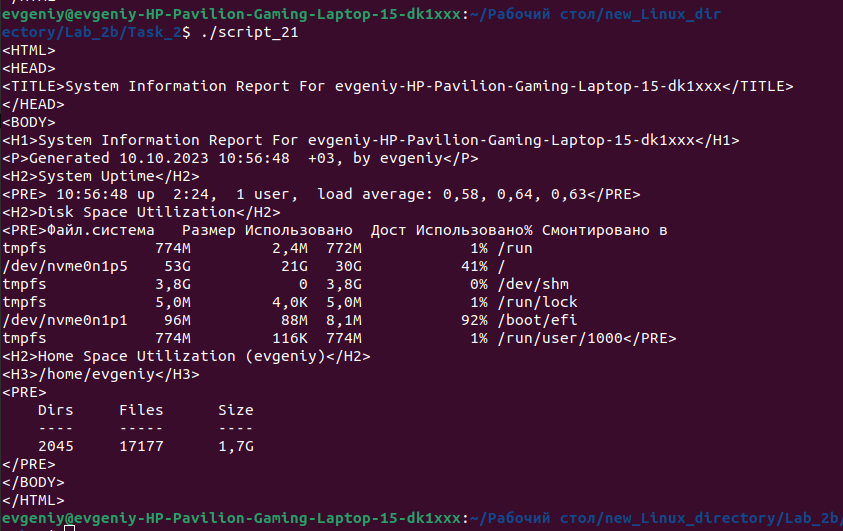 </HTML>
evgeniy@evgeniy-HP-Pavilion-Gaming-Laptop-15-dk1xxx:~/Рабочий стол/new_Linux_dir
ectory/Lab_2b/Task_2$ ./script_21
<HTML>
<HEAD>
<TITLE>System Information Report For evgeniy-HP-Pavilion-Gaming-Laptop-15-dk1xxx</TITLE>
</HEAD>
<BODY>
<H1>System Information Report For evgeniy-HP-Pavilion-Gaming-Laptop-15-dk1xxx</H1>
<P>Generated 10.10.2023 10:56:48  +03, by evgeniy</P>
<H2>System Uptime</H2>
<PRE> 10:56:48 up  2:24,  1 user,  load average: 0,58, 0,64, 0,63</PRE>
<H2>Disk Space Utilization</H2>
<PRE>Файл.система   Размер Использовано  Дост Использовано% Смонтировано в
tmpfs            774M         2,4M  772M            1% /run
/dev/nvme0n1p5    53G          21G   30G           41% /
tmpfs            3,8G            0  3,8G            0% /dev/shm
tmpfs            5,0M         4,0K  5,0M            1% /run/lock
/dev/nvme0n1p1    96M          88M  8,1M           92% /boot/efi
tmpfs            774M         116K  774M            1% /run/user/1000</PRE>
<H2>Home Space Utilization (evgeniy)</H2>
<H3>/home/evgeniy</H3>
<PRE>
    Dirs     Files      Size
    ----     -----      ----
    2045     17177      1,7G
</PRE>
</BODY>
</HTML>
evgeniy@evgeniy-HP-Pavilion-Gaming-Laptop-15-dk1xxx:~/Рабочий стол/new_Linux_directory/Lab_2b/